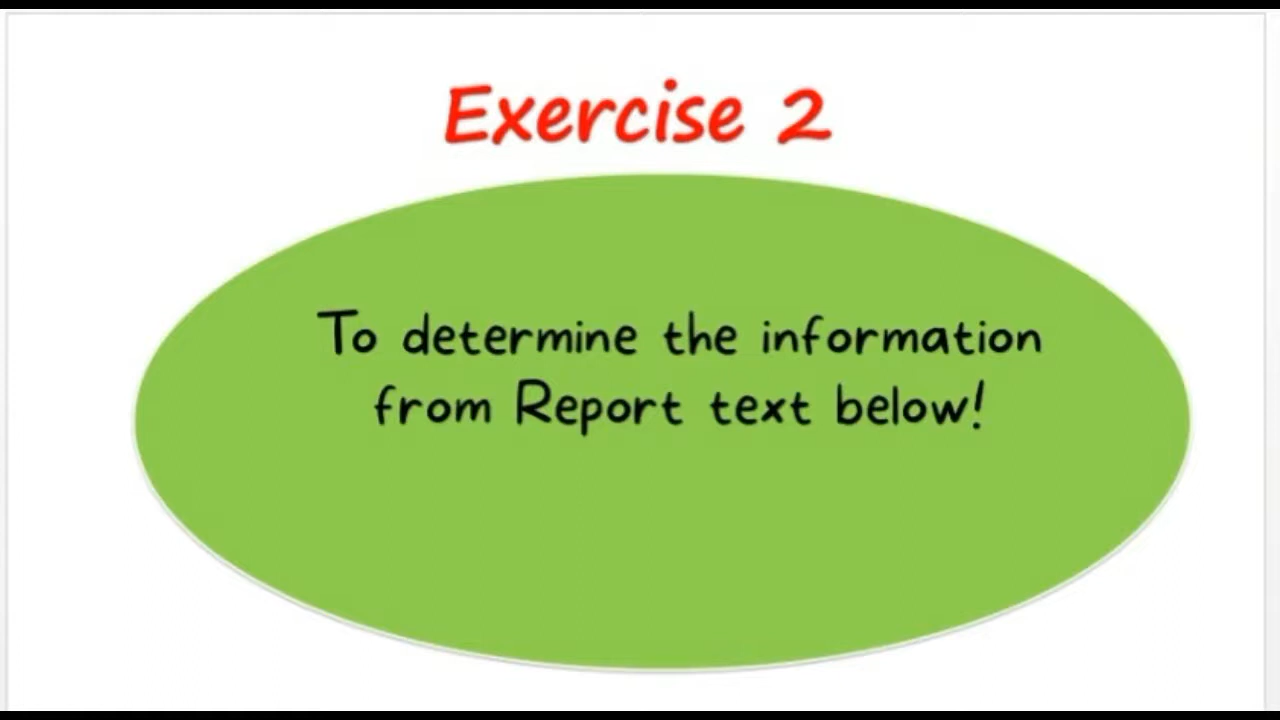 Exercise 2
To determine the information
from Report text below!